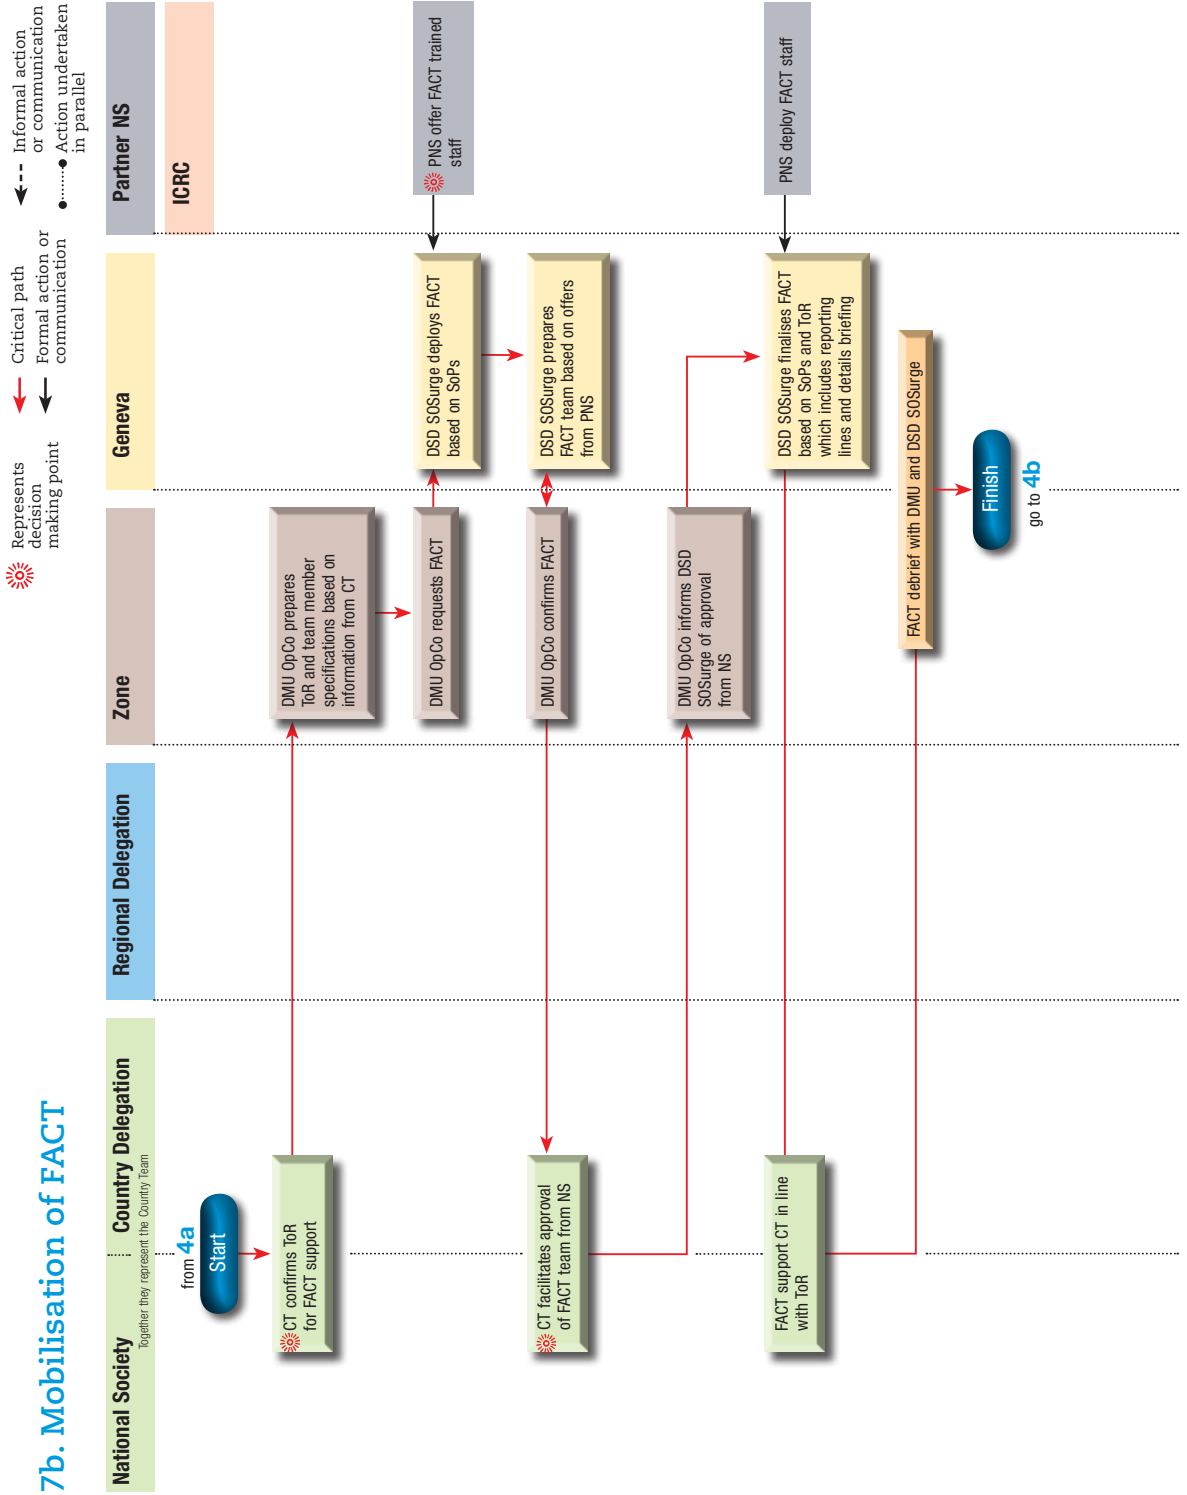 7b. Mobilisation of FACT
Represents
decision
making point
Critical path
Formal action or
communication
Informal action
or communication
Action undertaken
in parallel
National Society
Country Delegation
Together they represent the Country Team
Regional Delegation
Zone
Geneva
Partner NS
ICRC
from 4a
Start
CT confirms ToR
for FACT support
DMU OpCo prepares
ToR and team member
specifications based on
information from CT
DMU OpCo requests FACT
DSD SOSurge deploys FACT
based on SoPs
PNS offer FACT trained
staff
CT facilitates approval
of FACT team from NS
DMU OpCo confirms FACT
DSD SOSurge prepares
FACT team based on offers
from PNS
DMU OpCo informs DSD
SOSurge of approval
from NS
FACT support CT in line
with ToR
DSD SOSurge finalises FACT
based on SoPs and ToR
which includes reporting
lines and details briefing
PNS deploy FACT staff
FACT debrief with DMU and DSD SOSurge
Finish
go to 4b